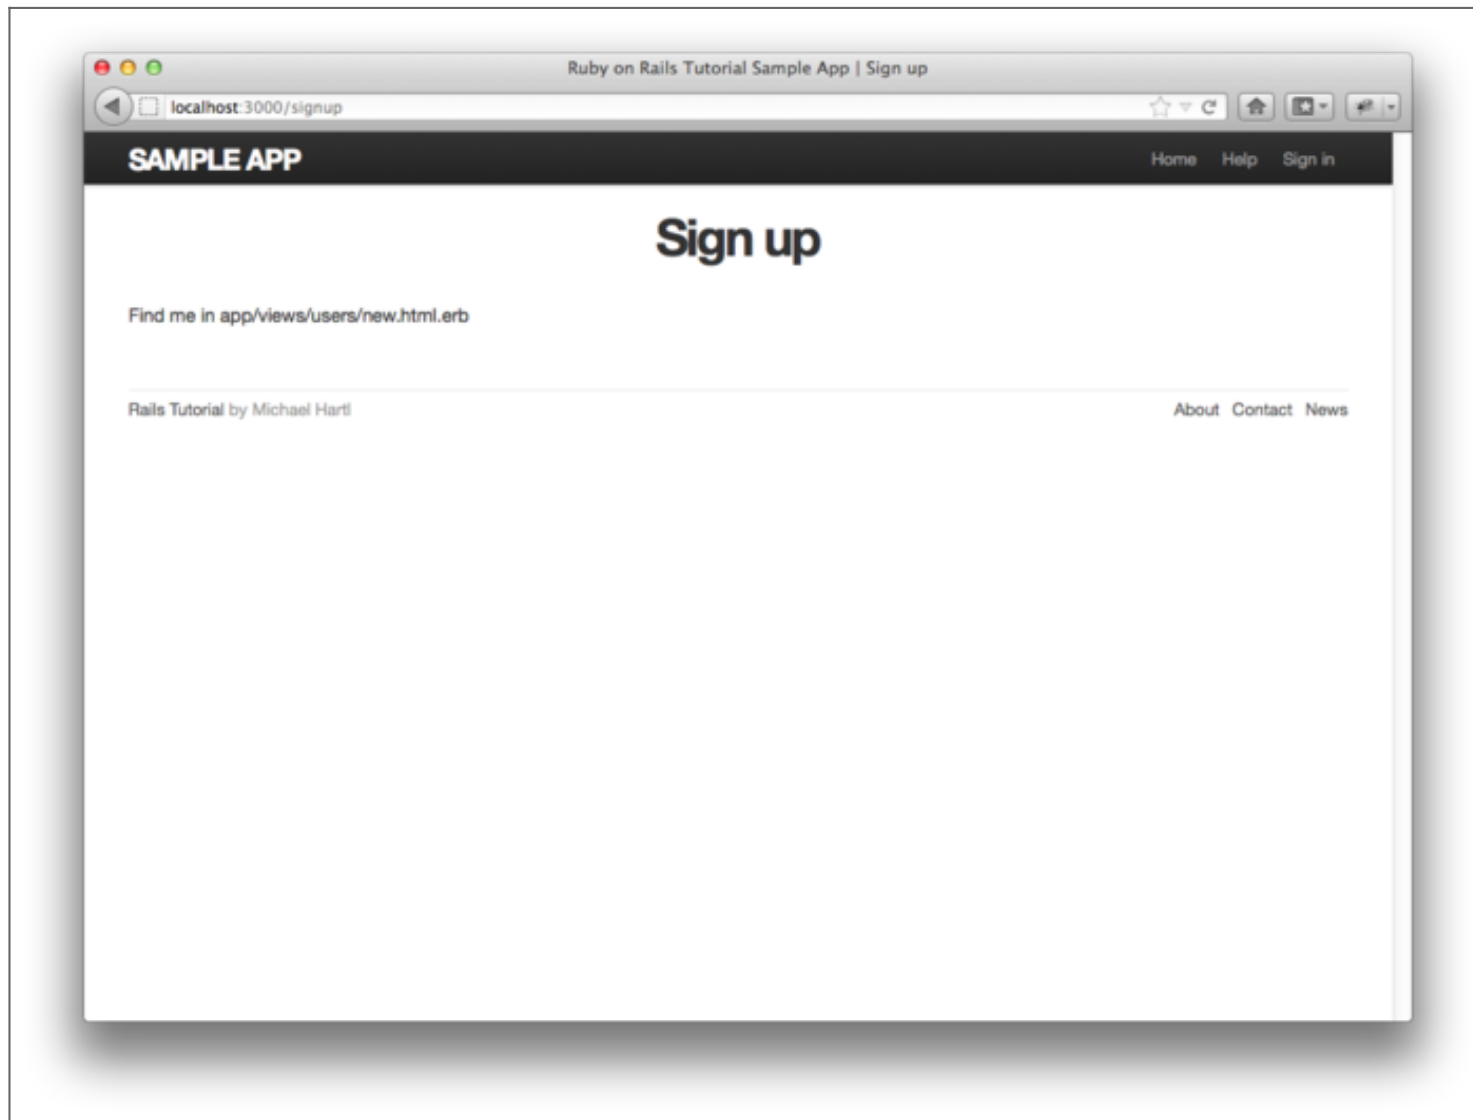 Ruby on Rails Tutorial Sample App | Sign up
localhost:3000/signup
SAMPLE APP
Home Help Sign in
Sign up
Find me in app/views/users/new.html.erb
Rails Tutorial by Michael Hartl
About Contact News